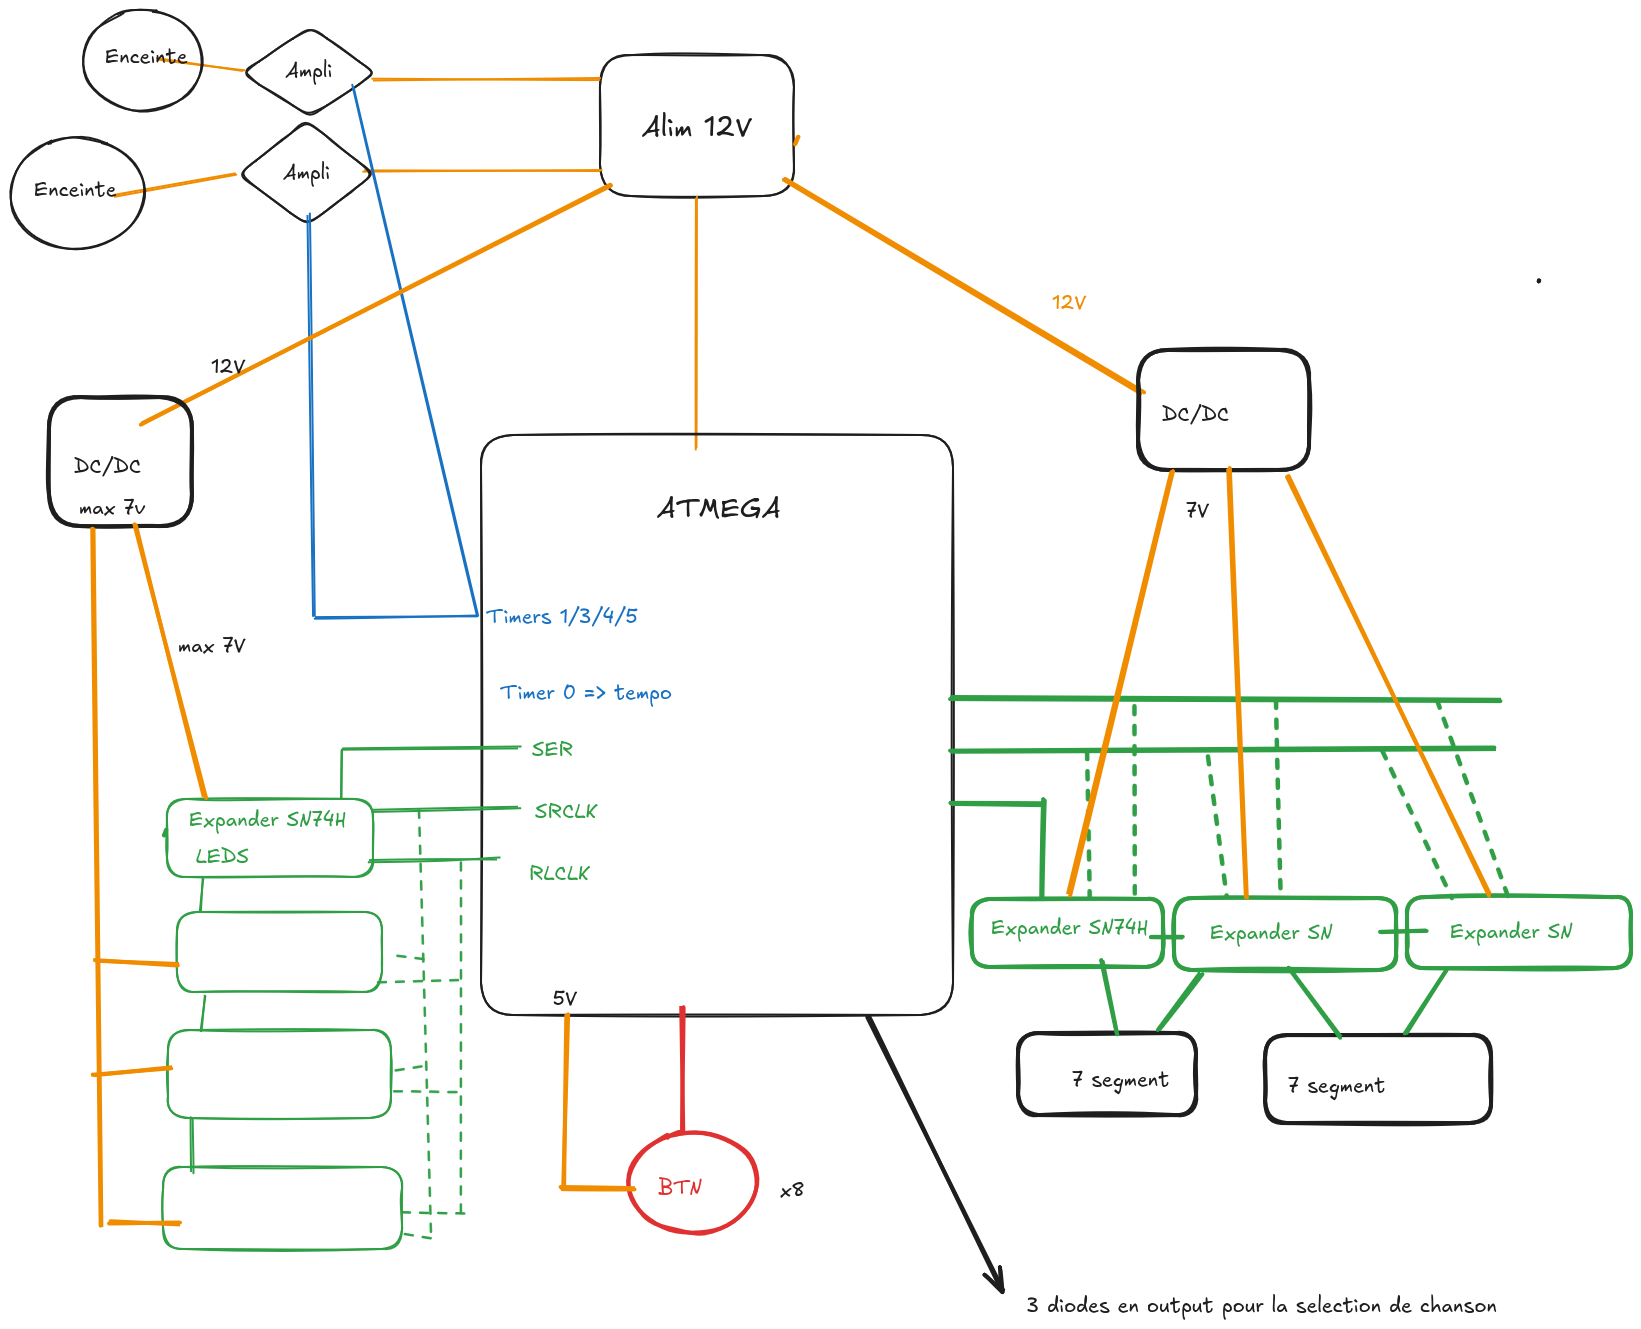 Enceinte
Ampli
Alim 12V
Ampli
Enceinte
12V
12V
DC/DC
DC/DC
max 7v
7V
ATMEGA
Timers 1/3/4/5
max 7V
Timer 0 => tempo
SER
Expander SN74H
SRCLK
LEDS
RLCLK
Expander SN74H
Expander SN
Expander SN
5V
7 segment
7 segment
BTN
x8
3 diodes en output pour la selection de chanson